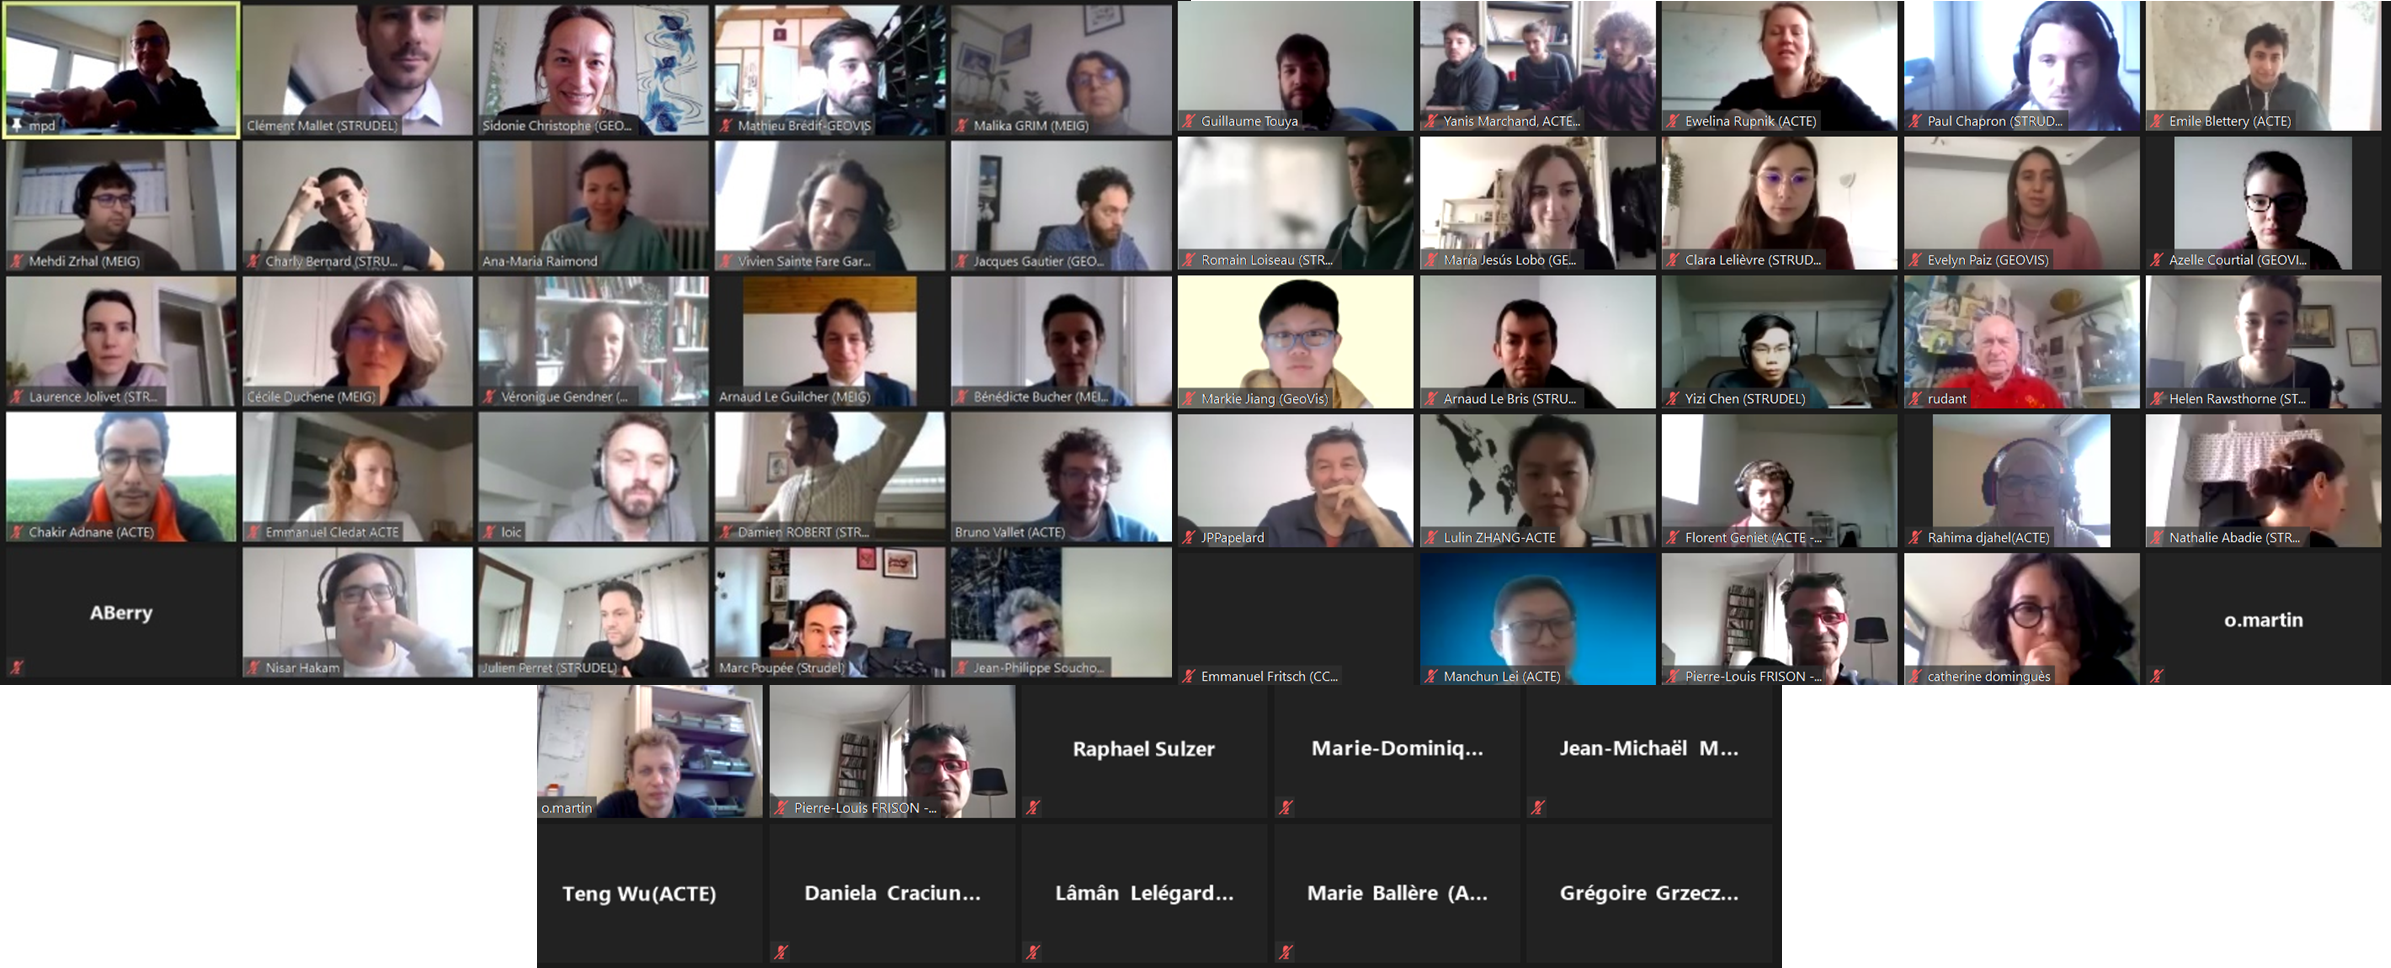 mpd
Clément Mallet (STRUDEL)
Sidonie Christophe (GEO...
Mathieu Brédif-GEOVIS
Malika GRIM (MEIG)
Guillaume Touya
Yanis Marchand, ACTE...
Ewelina Rupnik (ACTE)
Paul Chapron (STRUD...
Emile Blettery (ACTE)
Mehdi Zrhal (MEIG)
Charly Bernard (STRU...
Ana-Maria Raimond
Vivien Sainte Fare Gar...
Jacques Gautier (GEO...
Romain Loiseau (STR...
María Jesús Lobo (GE...
Clara Lelièvre (STRUD...
Evelyn Paiz (GEOVIS)
Azelle Courtial (GEOVI...
Laurence Jolivet (STR...
Cécile Duchene (MEIG)
Véronique Gendner (...
Arnaud Le Guilcher (MEIG)
Bénédicte Bucher (MEI...
Markie Jiang (GeoVis)
Arnaud Le Bris (STRU...
Yizi Chen (STRUDEL)
rudant
Helen Rawsthorne (ST...
Chakir Adnane (ACTE)
Emmanuel Cledat ACTE
loic
Damien ROBERT (STR...
Bruno Vallet (ACTE)
JPPapelard
Lulin ZHANG-ACTE
Florent Geniet (ACTE -...
Rahima djahel(ACTE)
Nathalie Abadie (STR...
ABerry
Nisar Hakam
Julien Perret (STRUDEL)
Marc Poupée (Strudel)
Jean-Philippe Soucho...
Emmanuel Fritsch (CC...
Manchun Lei (ACTE)
Pierre-Louis FRISON -...
catherine dominguès
o.martin
o.martin
Pierre-Louis FRISON -...
Raphael Sulzer
Marie-Dominiq...
Jean-Michaël M...
Teng Wu(ACTE)
Daniela Craciun...
Lâmân Lelégard...
Marie Ballère (A...
Grégoire Grzecz...